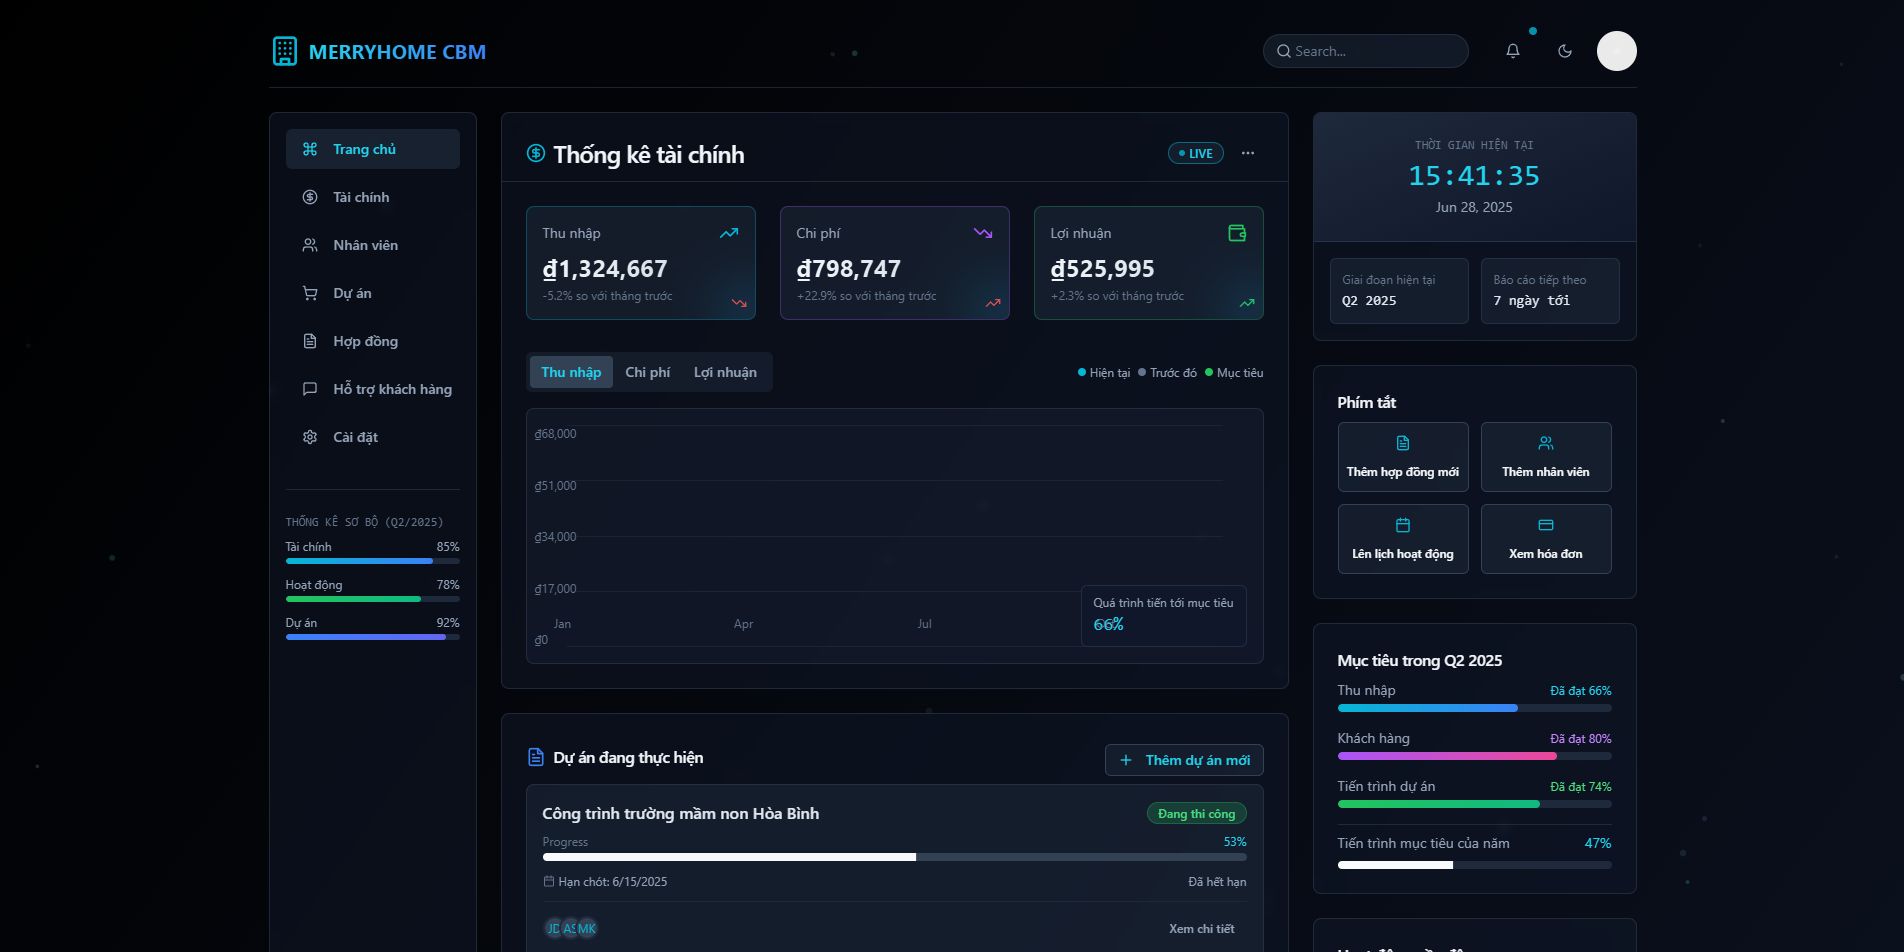 MERRYHOME CBM
Search...
Trang chủ
Tài chính
Nhân viên
Dự án
Hợp đồng
Hỗ trợ khách hàng
Cài đặt
THỐNG KÊ SƠ BỘ (Q2/2025)
Tài chính 85%
Hoạt động 78%
Dự án 92%
Thống kê tài chính
LIVE
Thu nhập
₫1,324,667
-5.2% so với tháng trước
Chi phí
₫798,747
+22.9% so với tháng trước
Lợi nhuận
₫525,995
+2.3% so với tháng trước
Thu nhập Chi phí Lợi nhuận
Hiện tại Trước đó Mục tiêu
₫68,000
₫51,000
₫34,000
₫17,000
₫0
Jan Apr Jul
Quá trình tiến tới mục tiêu
66%
Dự án đang thực hiện
Thêm dự án mới
Công trình trường mầm non Hòa Bình
Đang thi công
Progress 53%
Hạn chót: 6/15/2025
Đã hết hạn
JD AS MK
Xem chi tiết
THỜI GIAN HIỆN TẠI
15:41:35
Jun 28, 2025
Giai đoạn hiện tại
Q2 2025
Báo cáo tiếp theo
7 ngày tới
Phím tắt
Thêm hợp đồng mới
Thêm nhân viên
Lên lịch hoạt động
Xem hóa đơn
Mục tiêu trong Q2 2025
Thu nhập Đã đạt 66%
Khách hàng Đã đạt 80%
Tiến trình dự án Đã đạt 74%
Tiến trình mục tiêu của năm 47%